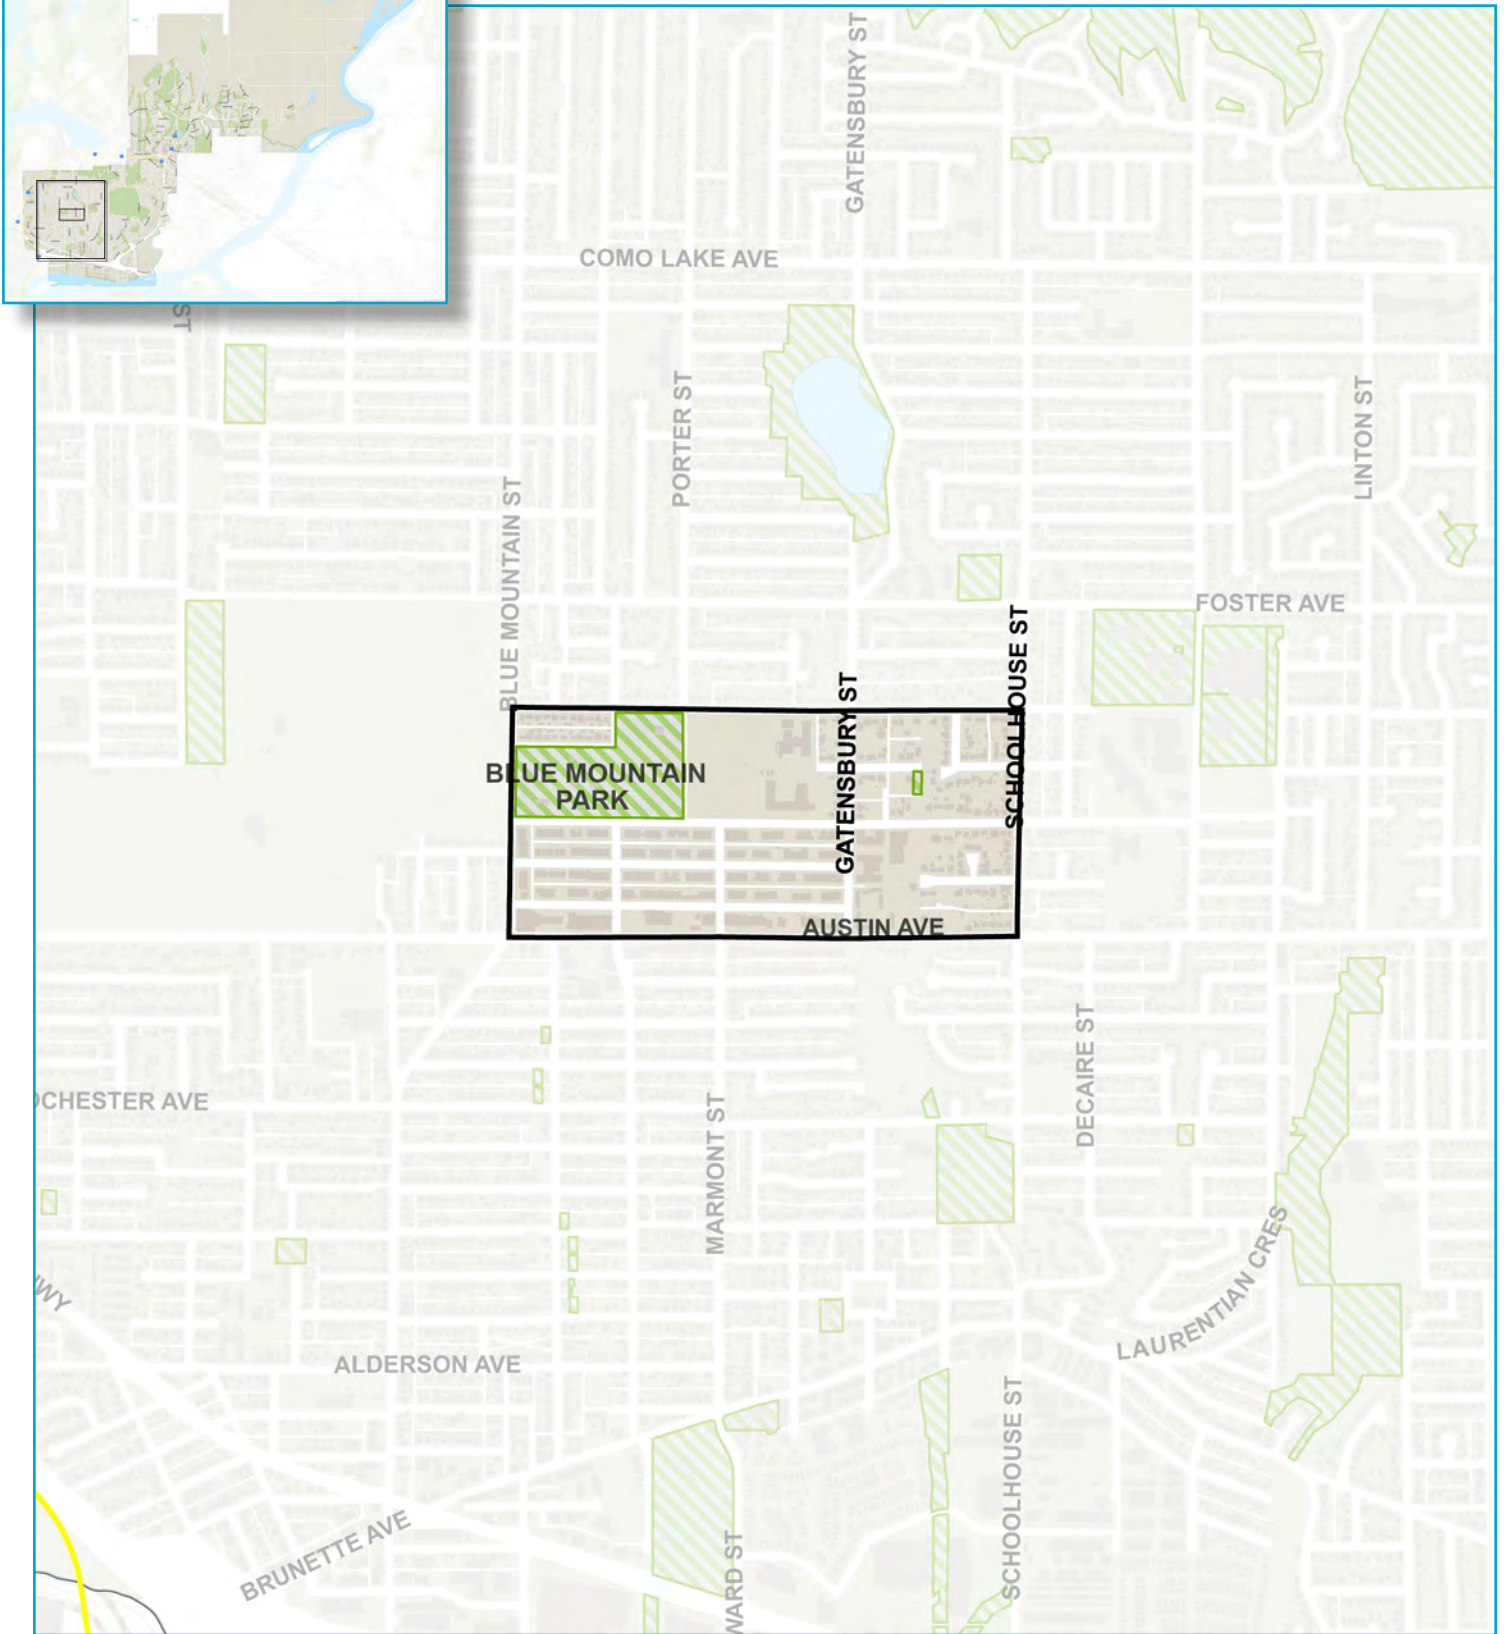 GATENSBURY ST
COMO LAKE AVE
ST
PORTER ST
LINTON ST
BLUE MOUNTAIN ST
FOSTER AVE
SCHOOLHOUSE ST
GATENSBURY ST
BLUE MOUNTAIN
PARK
AUSTIN AVE
DECAIRE ST
OCHESTER AVE
MARMONT ST
LAURENTIAN CRES
WY
ALDERSON AVE
SCHOOLHOUSE ST
BRUNETTE AVE
WARD ST